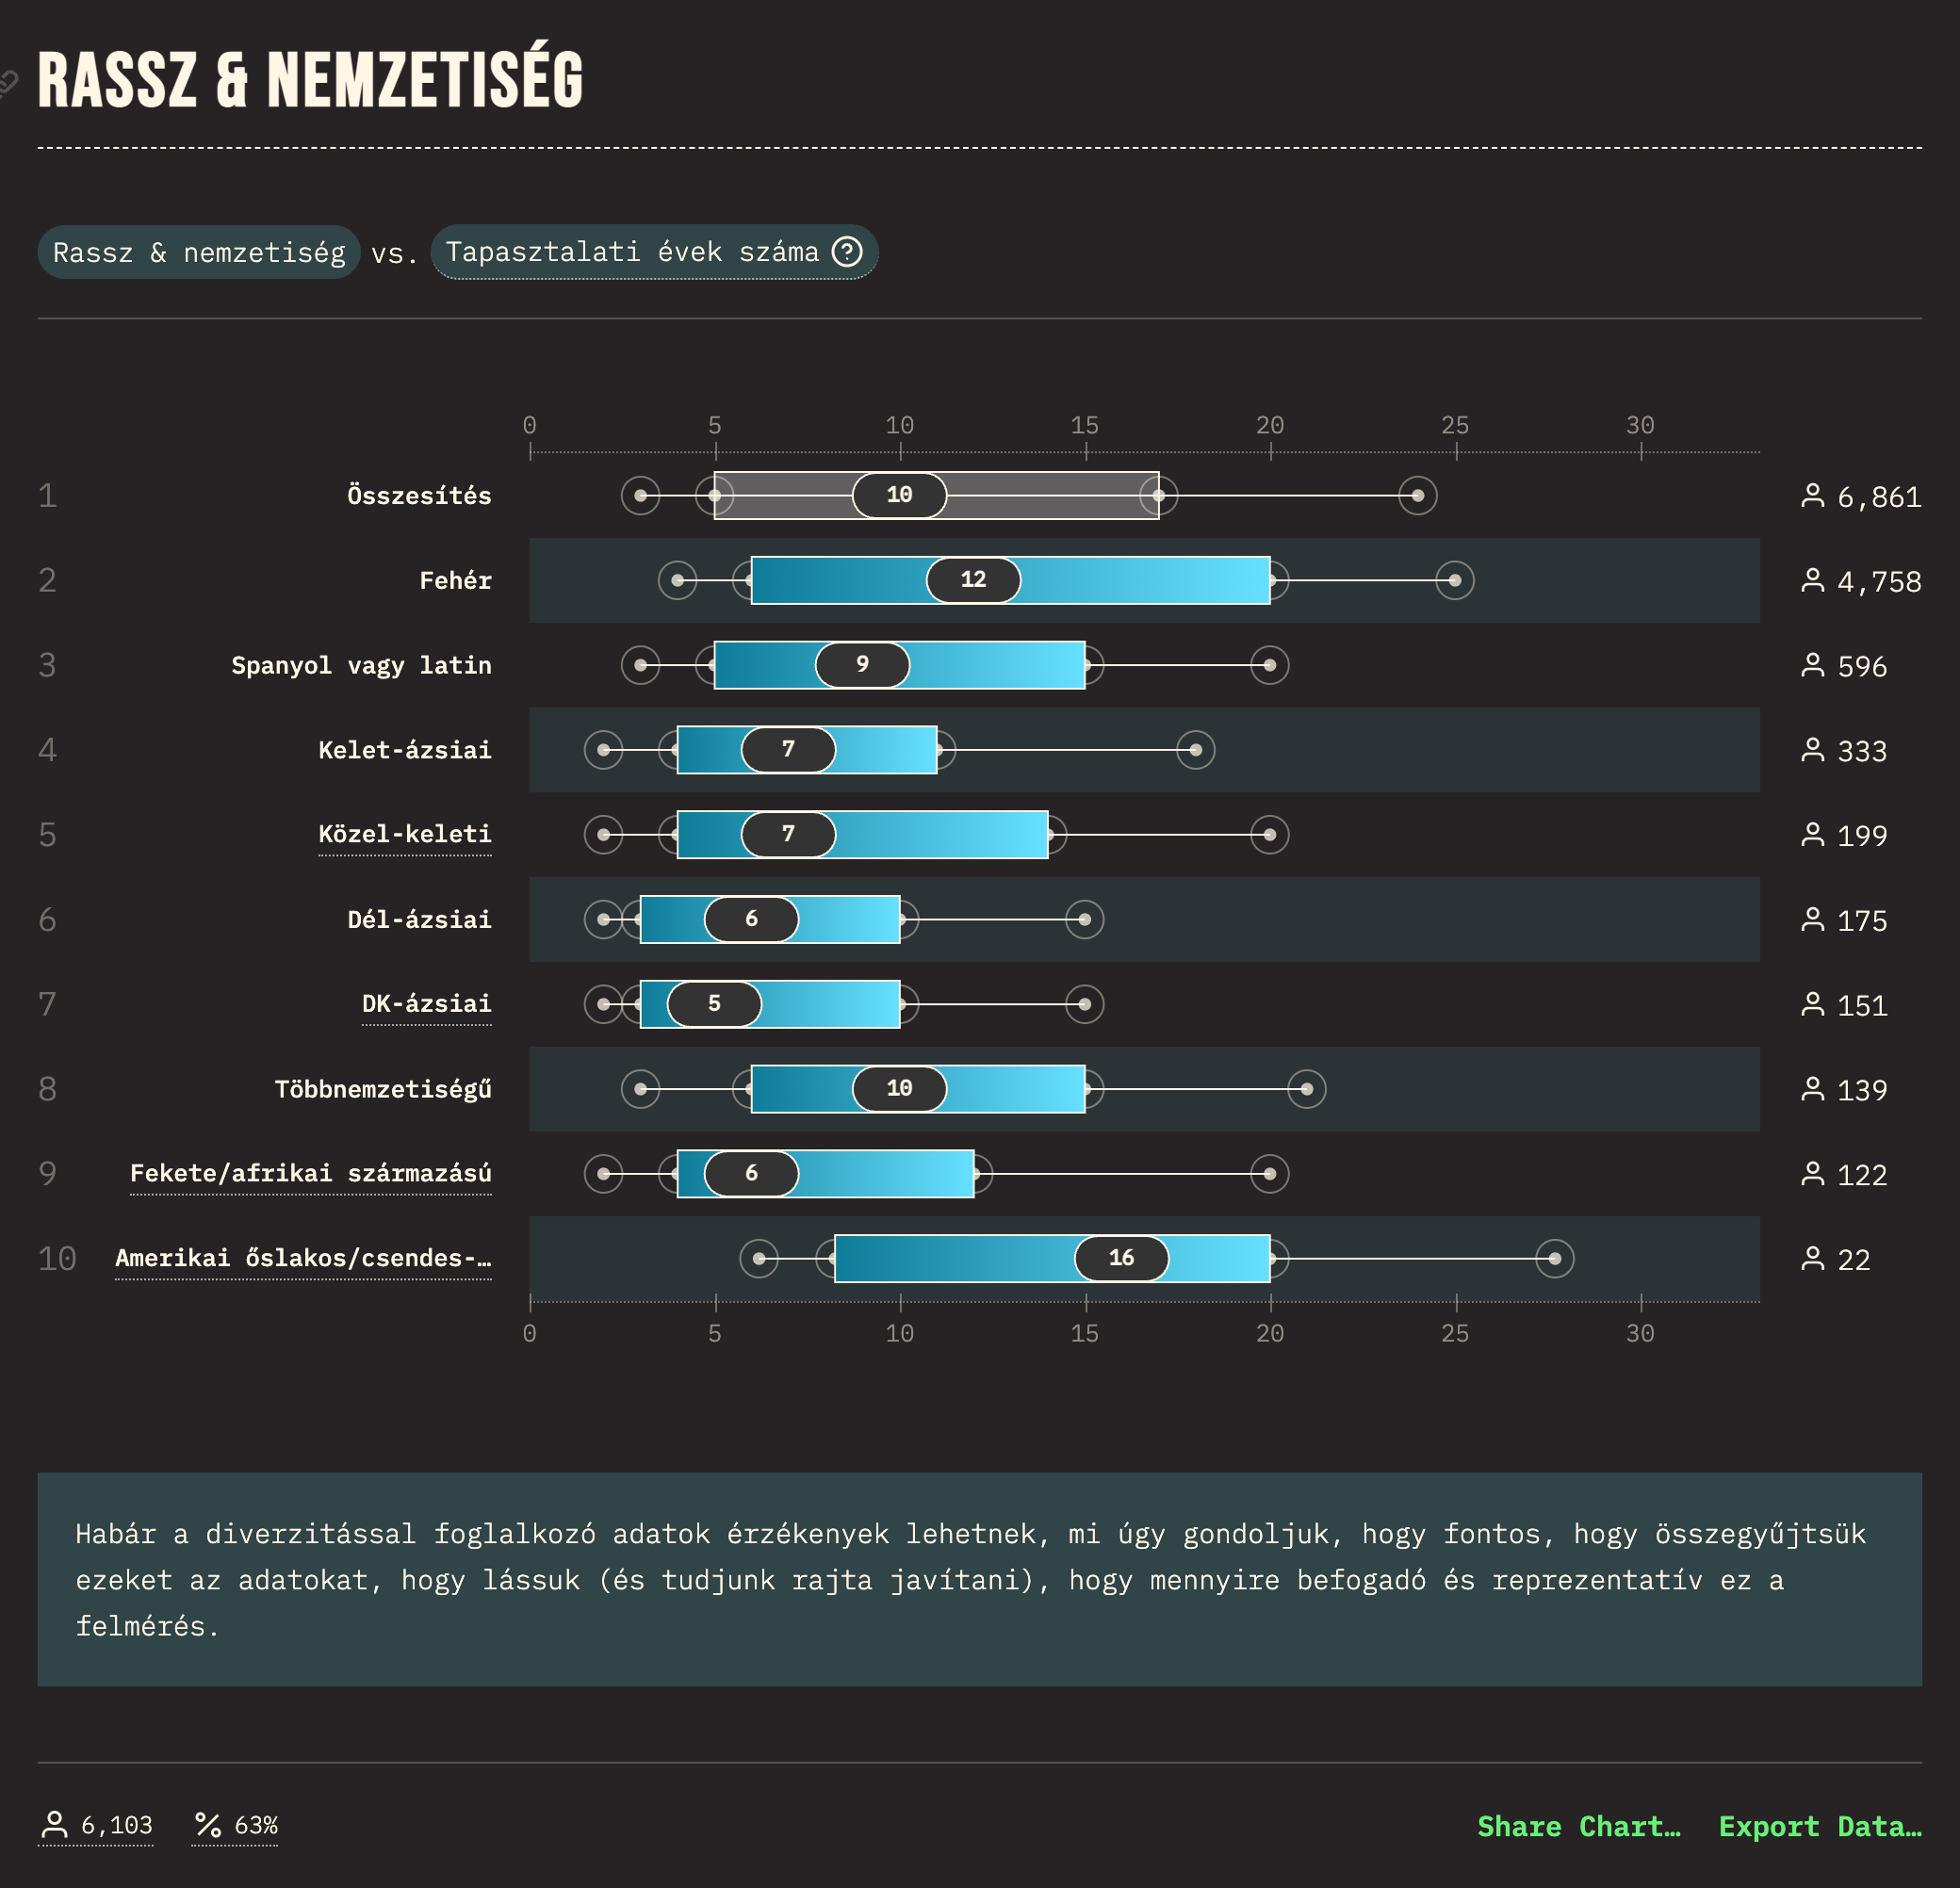 RASSZ & NEMZETISÉG
Rassz & nemzetiség vs. Tapasztalati évek száma ?
0 5 10 15 20 25 30
1 Összesítés 10 6,861
2 Fehér 12 4,758
3 Spanyol vagy latin 9 596
4 Kelet-ázsiai 7 333
5 Közel-keleti 7 199
6 Dél-ázsiai 6 175
7 DK-ázsiai 5 151
8 Többnemzetiségű 10 139
9 Fekete/afrikai származású 6 122
10 Amerikai őslakos/csendes-… 16 22
0 5 10 15 20 25 30
Habár a diverzitással foglalkozó adatok érzékenyek lehetnek, mi úgy gondoljuk, hogy fontos, hogy összegyűjtsük
ezeket az adatokat, hogy lássuk (és tudjunk rajta javítani), hogy mennyire befogadó és reprezentatív ez a
felmérés.
6,103 % 63% Share Chart… Export Data…